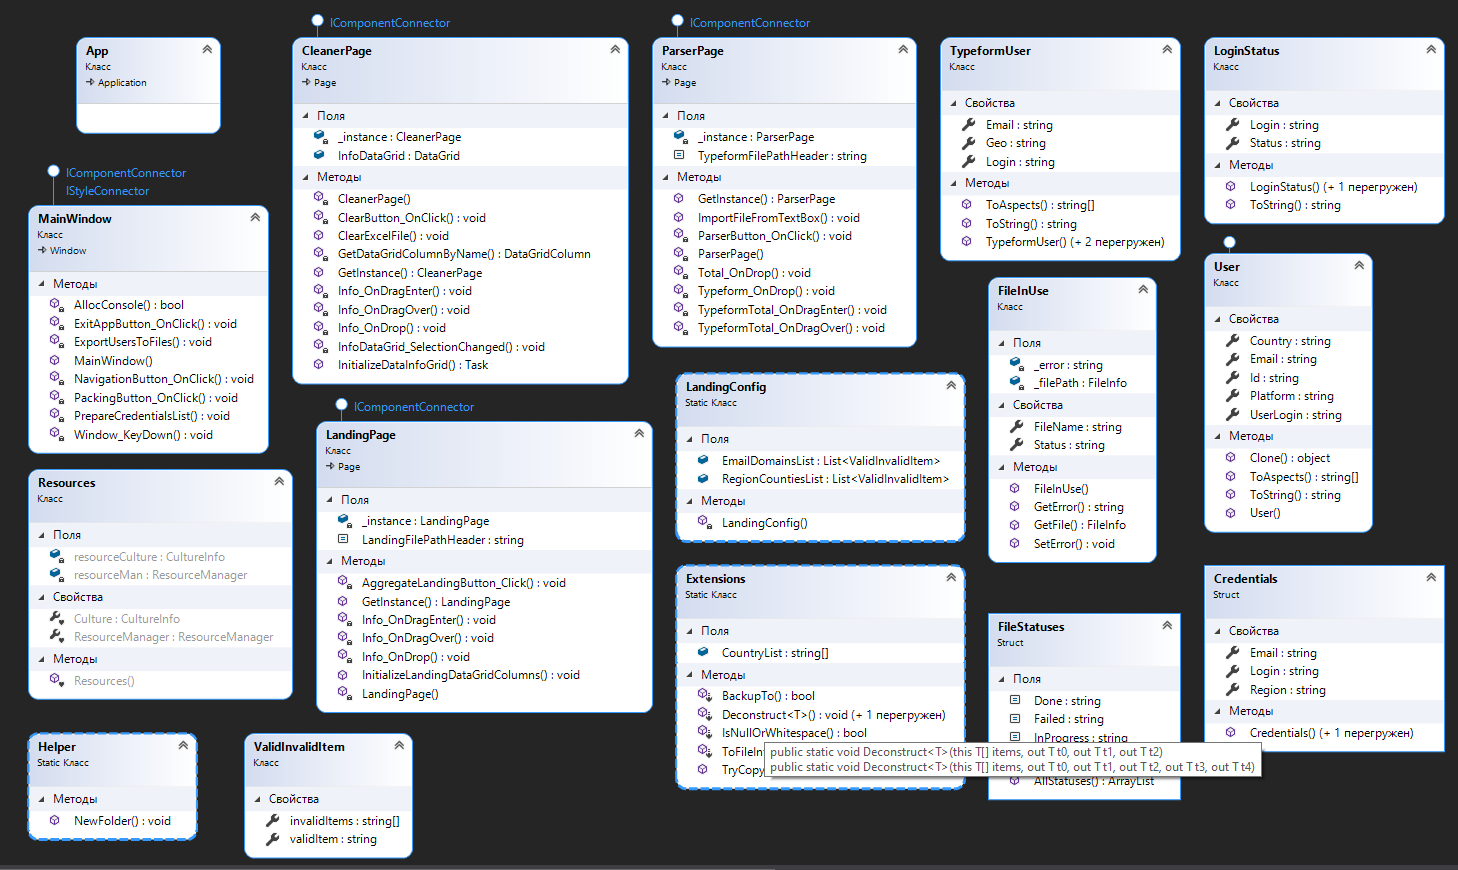 App
Класс
Application
IComponentConnector
IStyleConnector
MainWindow
Класс
Window
Методы
AllocConsole() : bool
ExitAppButton_OnClick() : void
ExportUsersToFiles() : void
MainWindow()
NavigationButton_OnClick() : void
PackingButton_OnClick() : void
PrepareCredentialsList() : void
Window_KeyDown() : void
Resources
Класс
Поля
resourceCulture : CultureInfo
resourceMan : ResourceManager
Свойства
Culture : CultureInfo
ResourceManager : ResourceManager
Методы
Resources()
Helper
Static Класс
Методы
NewFolder() : void
ValidInvalidItem
Класс
Свойства
invalidItems : string[]
validItem : string
IComponentConnector
CleanerPage
Класс
Page
Поля
_instance : CleanerPage
InfoDataGrid : DataGrid
Методы
CleanerPage()
ClearButton_OnClick() : void
ClearExcelFile() : void
GetDataGridColumnByName() : DataGridColumn
GetInstance() : CleanerPage
Info_OnDragEnter() : void
Info_OnDragOver() : void
Info_OnDrop() : void
InfoDataGrid_SelectionChanged() : void
InitializeDataInfoGrid() : Task
IComponentConnector
LandingPage
Класс
Page
Поля
_instance : LandingPage
LandingFilePathHeader : string
Методы
AggregateLandingButton_Click() : void
GetInstance() : LandingPage
Info_OnDragEnter() : void
Info_OnDragOver() : void
Info_OnDrop() : void
InitializeLandingDataGridColumns() : void
LandingPage()
IComponentConnector
ParserPage
Класс
Page
Поля
_instance : ParserPage
TypeformFilePathHeader : string
Методы
GetInstance() : ParserPage
ImportFileFromTextBox() : void
ParserButton_OnClick() : void
ParserPage()
Total_OnDrop() : void
Typeform_OnDrop() : void
TypeformTotal_OnDragEnter() : void
TypeformTotal_OnDragOver() : void
LandingConfig
Static Класс
Поля
EmailDomainsList : List<ValidInvalidItem>
RegionCountiesList : List<ValidInvalidItem>
Методы
LandingConfig()
Extensions
Static Класс
Поля
CountryList : string[]
Методы
BackupTo() : bool
Deconstruct<T>() : void (+ 1 перегружен)
IsNullOrWhitespace() : bool
ToFileIn
TryCopy
public static void Deconstruct<T>(this T[] items, out T t0, out T t1, out T t2)
public static void Deconstruct<T>(this T[] items, out T t0, out T t1, out T t2, out T t3, out T t4)
TypeformUser
Класс
Свойства
Email : string
Geo : string
Login : string
Методы
ToAspects() : string[]
ToString() : string
TypeformUser() (+ 2 перегружен)
FileInUse
Класс
Поля
_error : string
_filePath : FileInfo
Свойства
FileName : string
Status : string
Методы
FileInUse()
GetError() : string
GetFile() : FileInfo
SetError() : void
FileStatuses
Struct
Поля
Done : string
Failed : string
InProgress : string
AllStatuses() : ArrayList
LoginStatus
Класс
Свойства
Login : string
Status : string
Методы
LoginStatus() (+ 1 перегружен)
ToString() : string
User
Класс
Свойства
Country : string
Email : string
Id : string
Platform : string
UserLogin : string
Методы
Clone() : object
ToAspects() : string[]
ToString() : string
User()
Credentials
Struct
Свойства
Email : string
Login : string
Region : string
Методы
Credentials() (+ 1 перегружен)